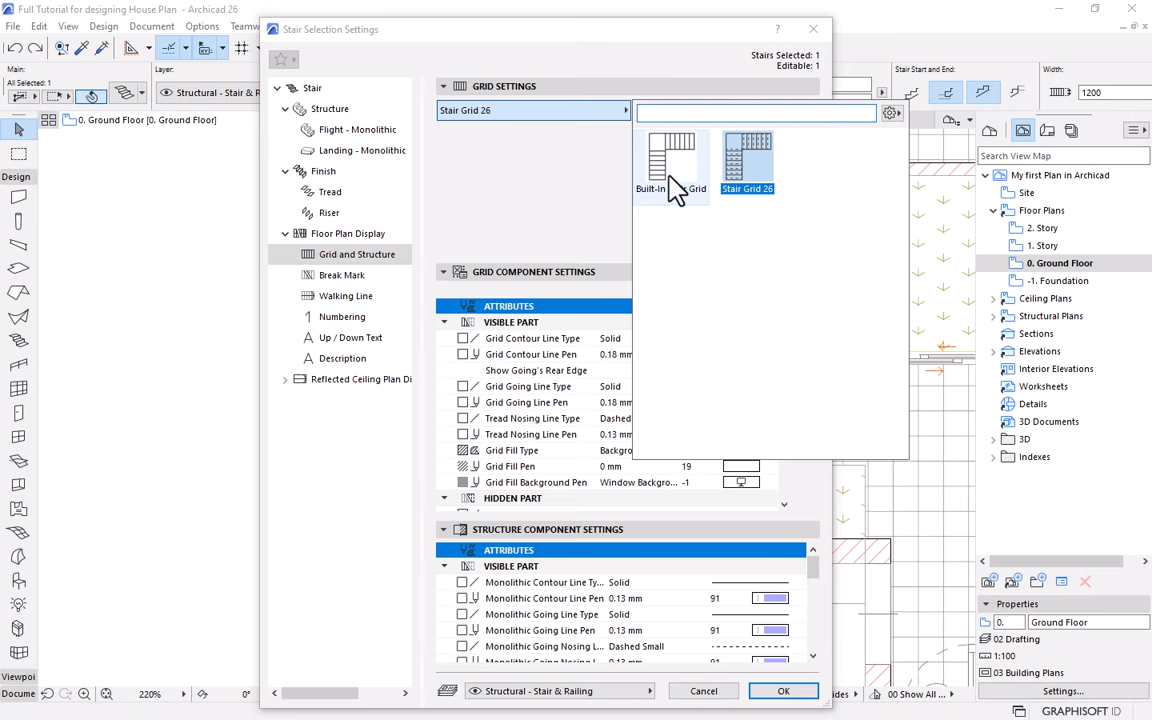 Full Tutorial for designing House Plan - Archicad 26
File Edit View Design Document Options Teamw
Main:
All Selected: 1
Layer:
Structural - Stair & R
Stair Start and End:
Width:
1200
0. Ground Floor [0. Ground Floor]
Design
Viewpoi
Docume
220%
0°
Stair Selection Settings
?
Stairs Selected: 1
Editable: 1
Stair
Structure
Flight - Monolithic
Landing - Monolithic
Finish
Tread
Riser
Floor Plan Display
Grid and Structure
Break Mark
Walking Line
Numbering
Up / Down Text
Description
Reflected Ceiling Plan Di
GRID SETTINGS
Stair Grid 26
Stair Grid 26
GRID COMPONENT SETTINGS
ATTRIBUTES
VISIBLE PART
Grid Contour Line Type Solid
Grid Contour Line Pen 0.18 mm
Show Going's Rear Edge
Grid Going Line Type Solid
Grid Going Line Pen 0.18 mm
Tread Nosing Line Type Dashed
Tread Nosing Line Pen 0.13 mm
Grid Fill Type Backgro
Grid Fill Pen 0 mm 19
Grid Fill Background Pen Window Backgro... -1
HIDDEN PART
STRUCTURE COMPONENT SETTINGS
ATTRIBUTES
VISIBLE PART
Monolithic Contour Line Ty... Solid
Monolithic Contour Line Pen 0.13 mm 91
Monolithic Going Line Type Solid
Monolithic Going Line Pen 0.13 mm 91
Monolithic Going Nosing L... Dashed Small
Structural - Stair & Railing
Cancel
OK
Search View Map
My first Plan in Archicad
Site
Floor Plans
2. Story
1. Story
0. Ground Floor
-1. Foundation
Ceiling Plans
Structural Plans
Sections
Elevations
Interior Elevations
Worksheets
Details
3D Documents
3D
Indexes
Properties
0. Ground Floor
02 Drafting
1:100
03 Building Plans
Settings...
00 Show All ...
GRAPHISOFT ID